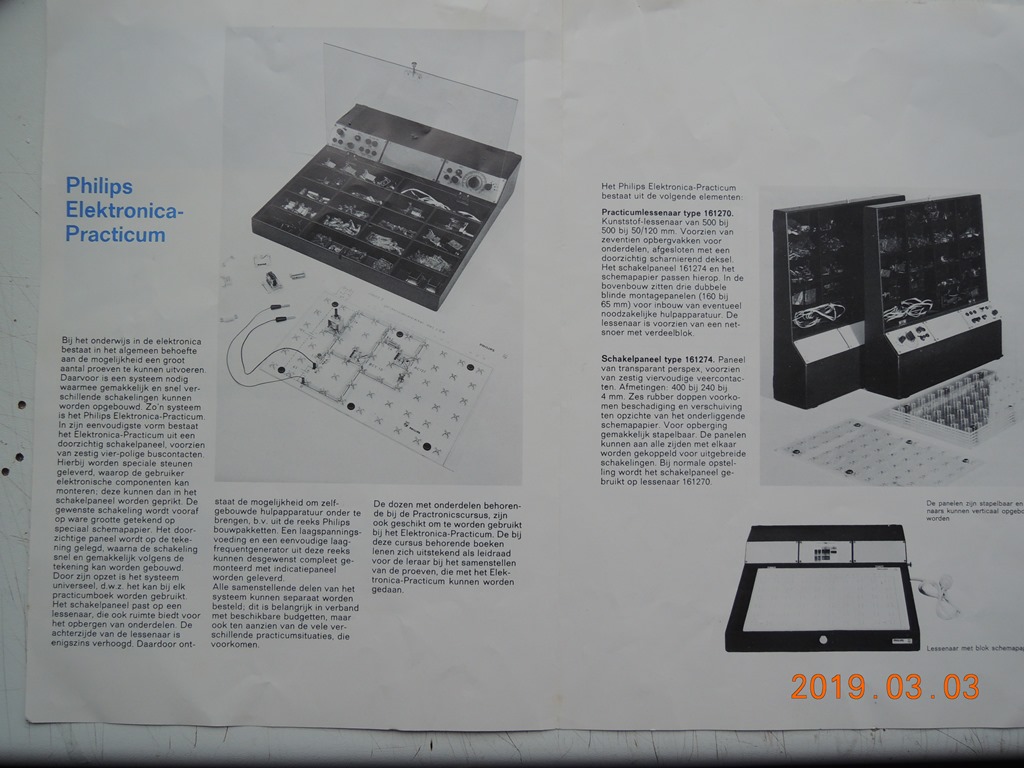 Philips
Elektronica-
Practicum
Bij het onderwijs in de elektronica
bestaat in het algemeen behoefte
aan de mogelijkheid een groot
aantal proeven te kunnen uitvoeren.
Daarvoor is een systeem nodig
waarmee gemakkelijk en snel ver-
schillende schakelingen kunnen
worden opgebouwd. Zo'n systeem
is het Philips Elektronica-Practicum.
In zijn eenvoudigste vorm bestaat
het Elektronica-Practicum uit een
doorzichtig schakelpaneel, voorzien
van zestig vier-polige buscontacten.
Hierbij worden speciale steunen
geleverd, waarop de gebruiker
elektronische componenten kan
monteren; deze kunnen dan in het
schakelpaneel worden geprikt. De
gewenste schakeling wordt vooraf
op ware grootte getekend op
speciaal schemapapier. Het door-
zichtige paneel wordt op de teke-
ning gelegd, waarna de schakeling
snel en gemakkelijk volgens de
tekening kan worden gebouwd.
Door zijn opzet is het systeem
universeel, d.w.z. het kan bij elk
practicumboek worden gebruikt.
Het schakelpaneel past op een
lessenaar, die ook ruimte biedt voor
het opbergen van onderdelen. De
achterzijde van de lessenaar is
enigszins verhoogd. Daardoor ont-
staat de mogelijkheid om zelf-
gebouwde hulpapparatuur onder te
brengen, b.v. uit de reeks Philips
bouwpakketten. Een laagspannings-
voeding en een eenvoudige laag-
frequentgenerator uit deze reeks
kunnen desgewenst compleet ge-
monteerd met indicatiepaneel
worden geleverd.
Alle samenstellende delen van het
systeem kunnen separaat worden
besteld; dit is belangrijk in verband
met beschikbare budgetten, maar
ook ten aanzien van de vele ver-
schillende practicumsituaties, die
voorkomen.
De dozen met onderdelen behoren-
de bij de Practronicscursus, zijn
ook geschikt om te worden gebruikt
bij het Elektronica-Practicum. De bij
deze cursus behorende boeken
lenen zich uitstekend als leidraad
voor de leraar bij het samenstellen
van de proeven, die met het Elek-
tronica-Practicum kunnen worden
gedaan.
Het Philips Elektronica-Practicum
bestaat uit de volgende elementen:
Practicumlessenaar type 161270.
Kunststof-lessenaar van 500 bij
500 bij 50/120 mm. Voorzien van
zeventien opbergvakken voor
onderdelen, afgesloten met een
doorzichtig scharnierend deksel.
Het schakelpaneel 161274 en het
schemapapier passen hierop. In de
bovenbouw zitten drie dubbele
blinde montagepanelen (160 bij
65 mm) voor inbouw van eventueel
noodzakelijke hulpapparatuur. De
lessenaar is voorzien van een net-
snoer met verdeelblok.
Schakelpaneel type 161274. Paneel
van transparant perspex, voorzien
van zestig viervoudige veercontac-
ten. Afmetingen: 400 bij 240 bij
4 mm. Zes rubber doppen voorko-
men beschadiging en verschuiving
ten opzichte van het onderliggende
schemapapier. Voor opberging
gemakkelijk stapelbaar. De panelen
kunnen aan alle zijden met elkaar
worden gekoppeld voor uitgebreide
schakelingen. Bij normale opstel-
ling wordt het schakelpaneel ge-
bruikt op lessenaar 161270.
De panelen zijn stapelbaar en
naars kunnen verticaal opgebo
worden
Lessenaar met blok schemapa
2019.03.03